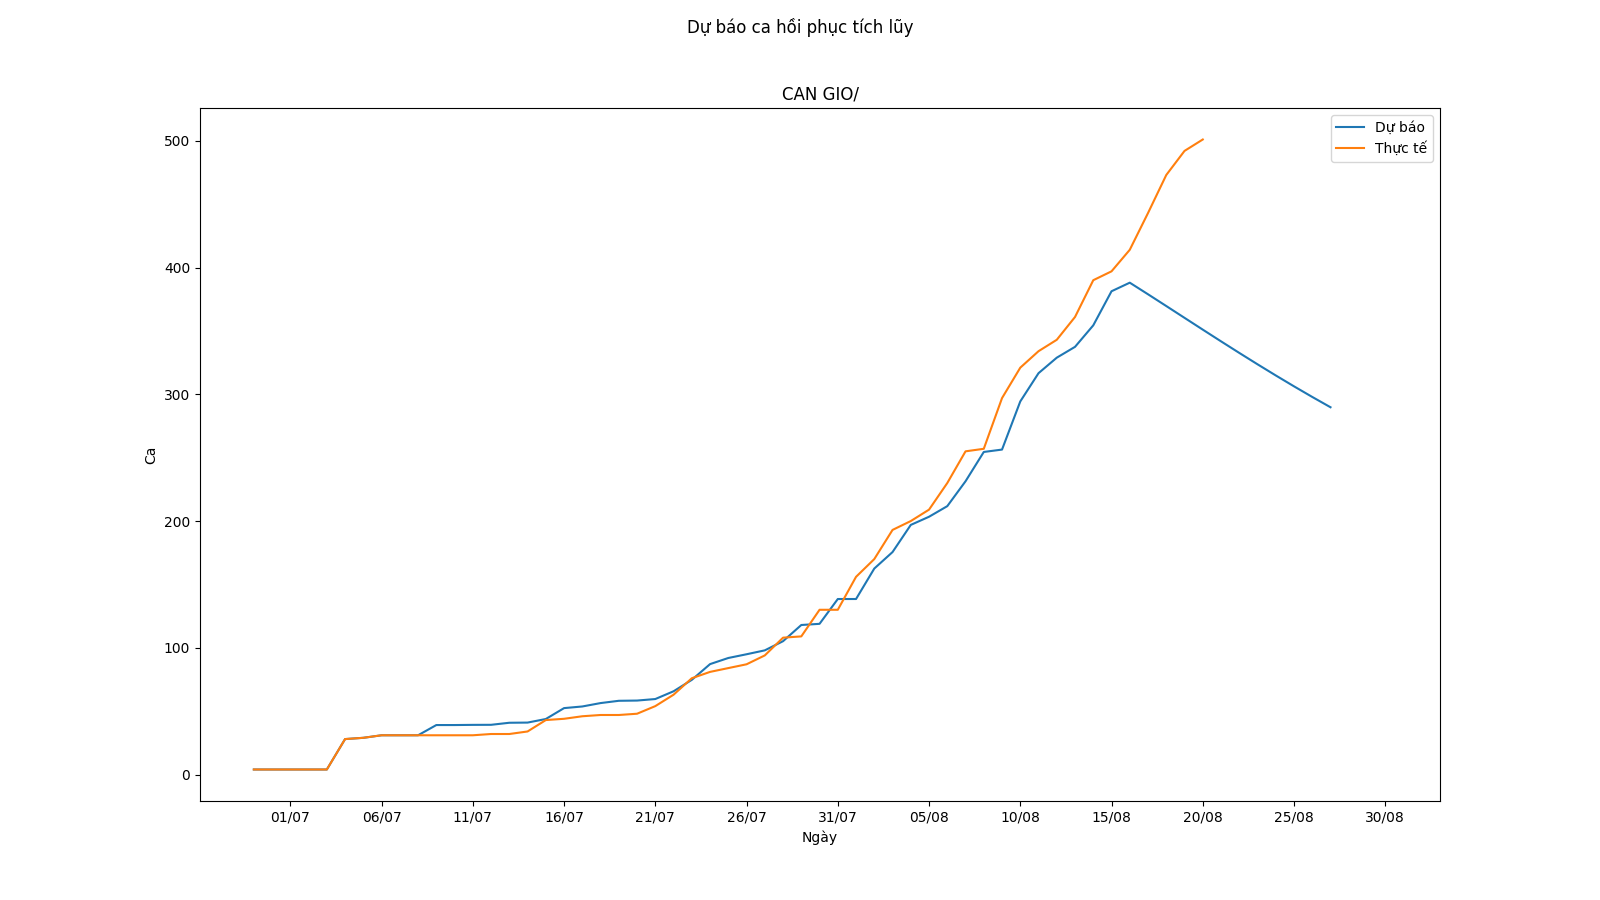 Dự báo ca hồi phục tích lũy
CAN GIO/
Dự báo
Thực tế
500
400
300
200
100
0
Ca
01/07 06/07 11/07 16/07 21/07 26/07 31/07 05/08 10/08 15/08 20/08 25/08 30/08
Ngày